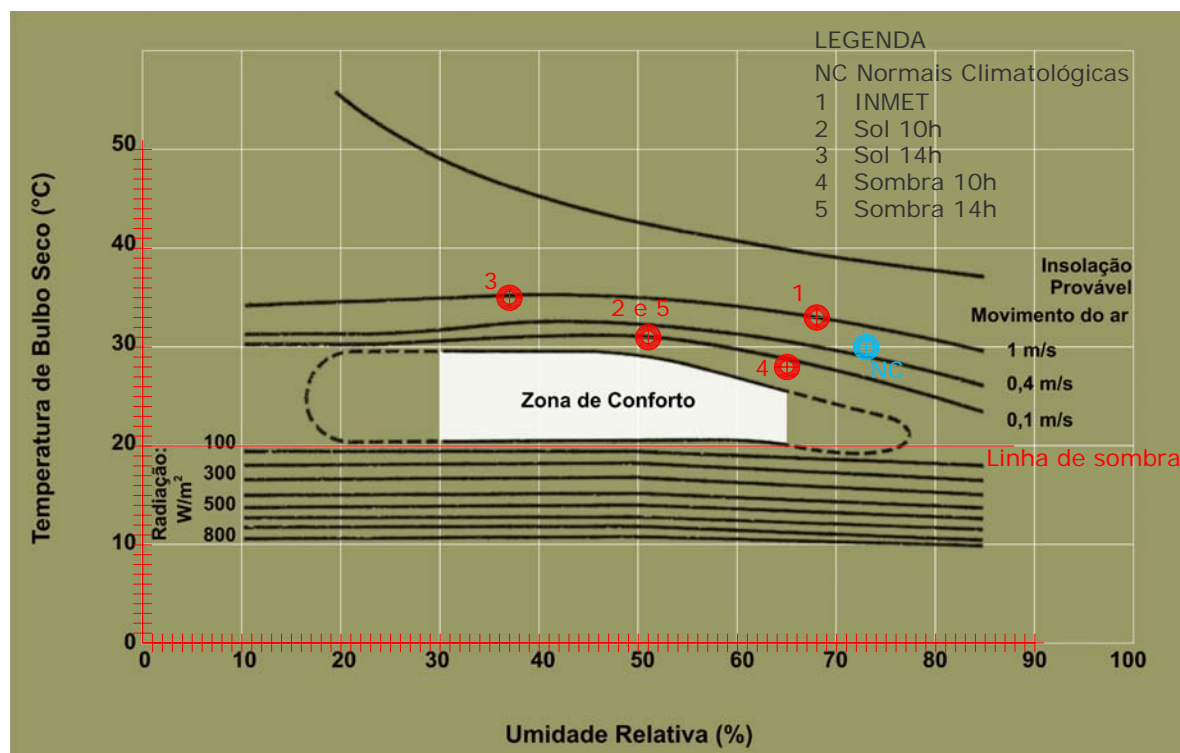 LEGENDA
NC Normais Climatológicas
1 INMET
2 Sol 10h
3 Sol 14h
4 Sombra 10h
5 Sombra 14h
Temperatura de Bulbo Seco (°C)
50
40
30
20
10
0
Insolação
Provável
Movimento do ar
1 m/s
0,4 m/s
0,1 m/s
3
2 e 5
1
4
NC
Zona de Conforto
Linha de sombra
Radiação:
W/m²
100
300
500
800
0
10
20
30
40
50
60
70
80
90
100
Umidade Relativa (%)